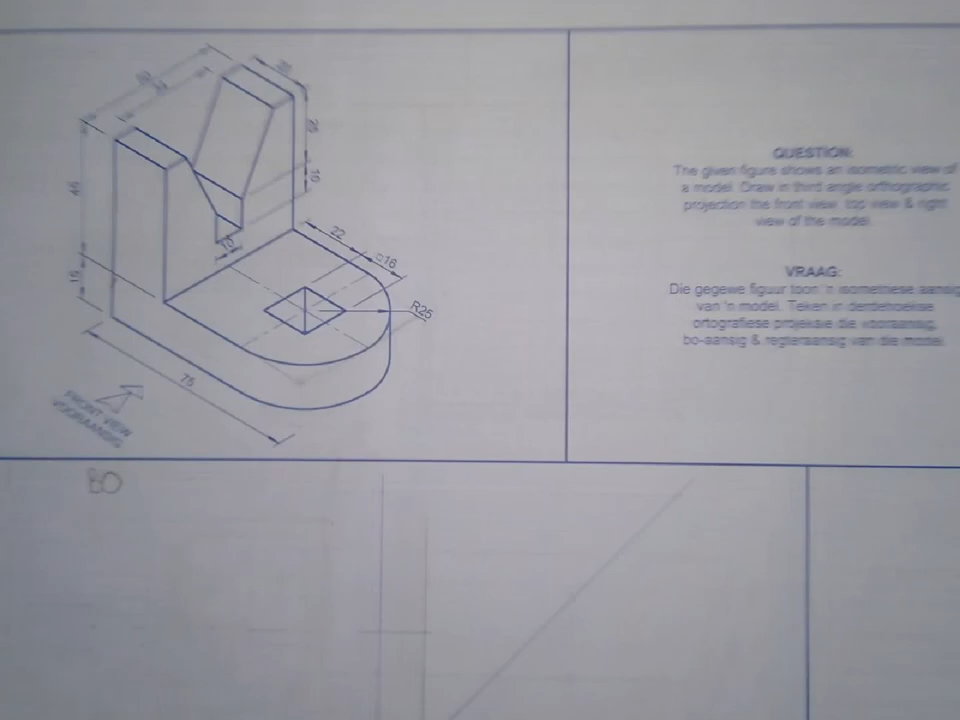 45
15
10
22
□16
R25
75
FRONT VIEW
VOORAANSIG
QUESTION:
The given figure shows an isometric view of
a model. Draw in third angle orthographic
projection the front view, top view & right
view of the model.
VRAAG:
Die gegewe figuur toon 'n isometriese aansig
van 'n model. Teken in derdehoekse
ortografiese projeksie die vooraansig,
bo-aansig & regteraansig van die model.
BO